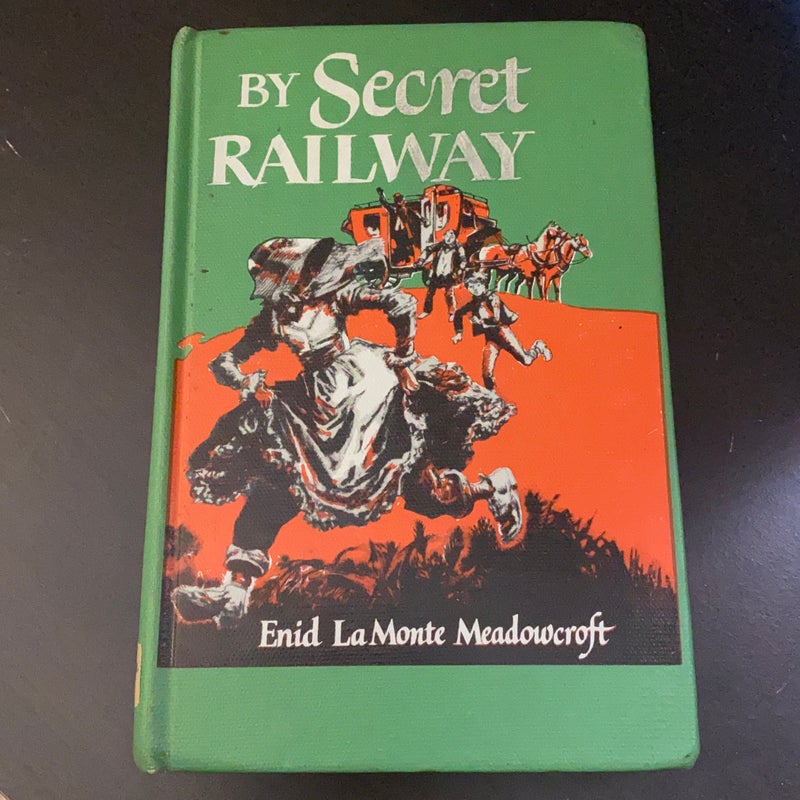 BY Secret
RAILWAY
Enid LaMonte Meadowcroft